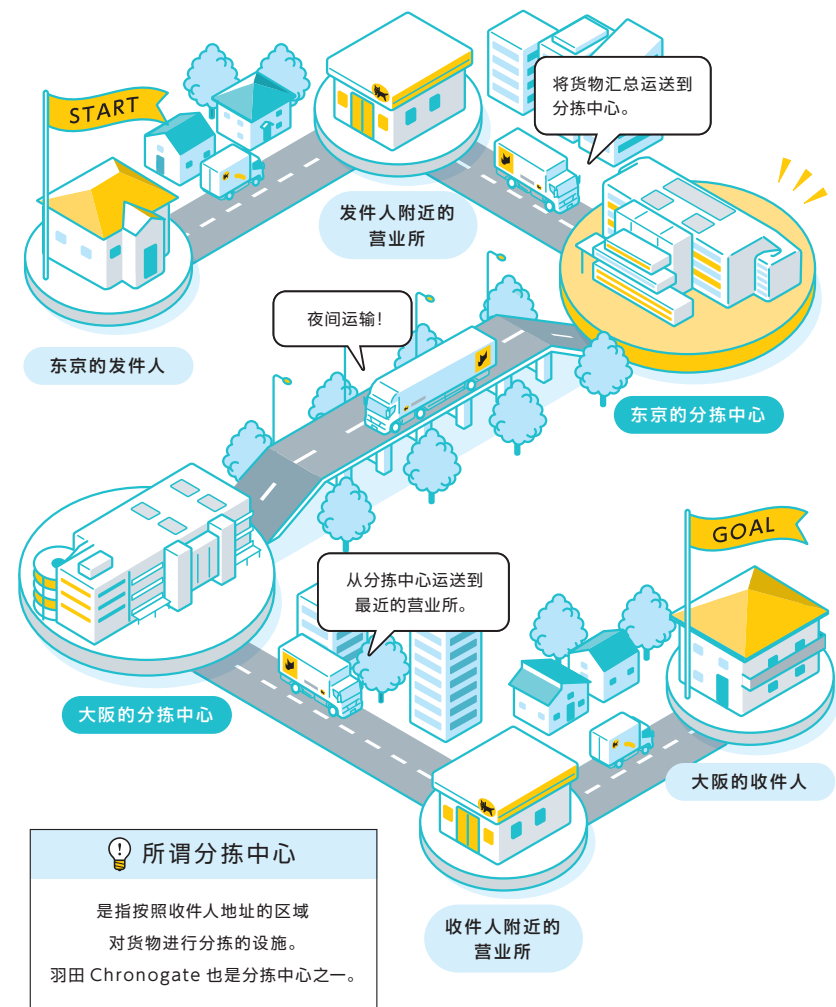 START
将货物汇总运送到
分拣中心。
发件人附近的
营业所
夜间运输!
东京的发件人
东京的分拣中心
GOAL
从分拣中心运送到
最近的营业所。
大阪的分拣中心
大阪的收件人
所谓分拣中心
是指按照收件人地址的区域
对货物进行分拣的设施。
羽田 Chronogate 也是分拣中心之一。
收件人附近的
营业所